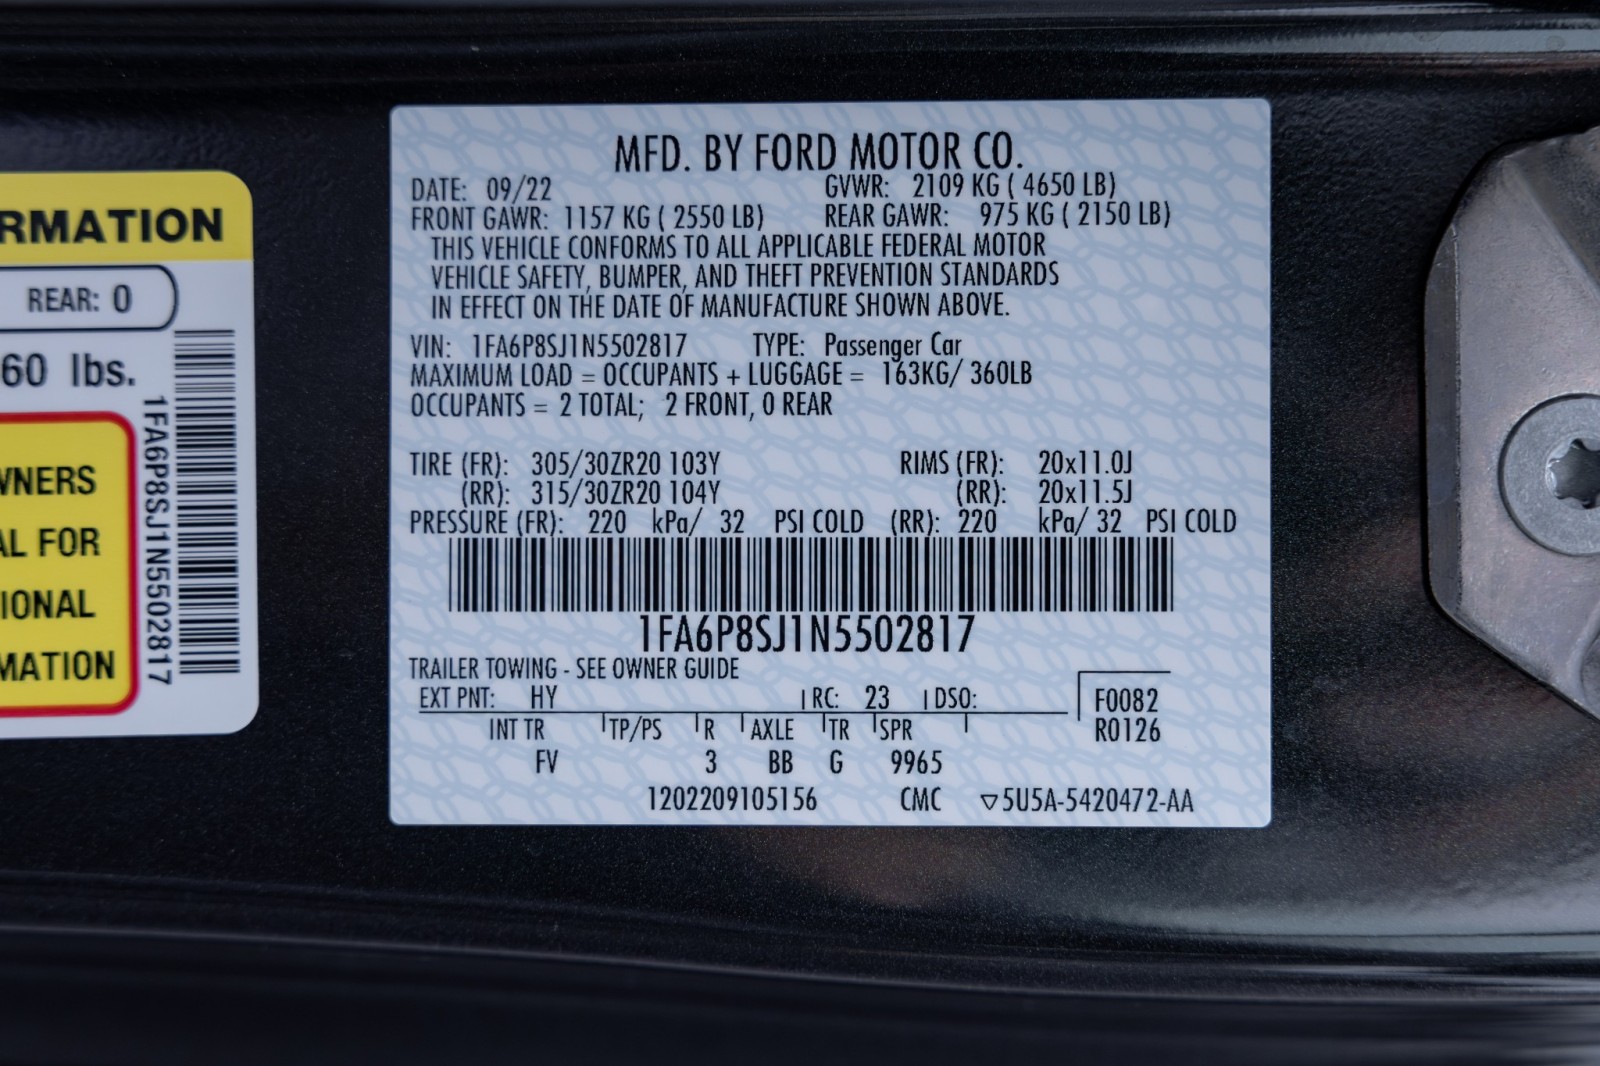 RMATION
REAR: 0
60 lbs.
WNERS
AL FOR
IONAL
MATION
1FA6P8SJ1N5502817
MFD. BY FORD MOTOR CO.
DATE: 09/22 GVWR: 2109 KG ( 4650 LB)
FRONT GAWR: 1157 KG ( 2550 LB) REAR GAWR: 975 KG ( 2150 LB)
THIS VEHICLE CONFORMS TO ALL APPLICABLE FEDERAL MOTOR
VEHICLE SAFETY, BUMPER, AND THEFT PREVENTION STANDARDS
IN EFFECT ON THE DATE OF MANUFACTURE SHOWN ABOVE.
VIN: 1FA6P8SJ1N5502817 TYPE: Passenger Car
MAXIMUM LOAD = OCCUPANTS + LUGGAGE = 163KG/ 360LB
OCCUPANTS = 2 TOTAL; 2 FRONT, 0 REAR
TIRE (FR): 305/30ZR20 103Y RIMS (FR): 20x11.0J
(RR): 315/30ZR20 104Y (RR): 20x11.5J
PRESSURE (FR): 220 kPa/ 32 PSI COLD (RR): 220 kPa/ 32 PSI COLD
1FA6P8SJ1N5502817
TRAILER TOWING - SEE OWNER GUIDE
EXT PNT: HY RC: 23 DSO: F0082
INT TR TP/PS R AXLE TR SPR R0126
FV 3 BB G 9965
1202209105156 CMC ▽5U5A-5420472-AA